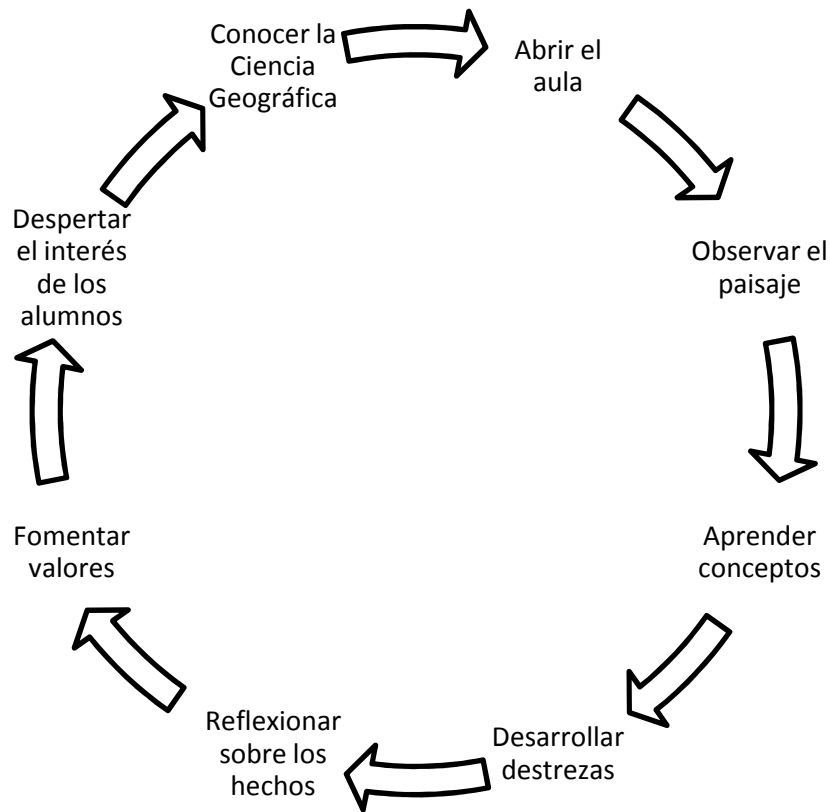 Conocer la
Ciencia
Geográfica
Abrir el
aula
Observar el
paisaje
Aprender
conceptos
Desarrollar
destrezas
Reflexionar
sobre los
hechos
Fomentar
valores
Despertar
el interés
de los
alumnos